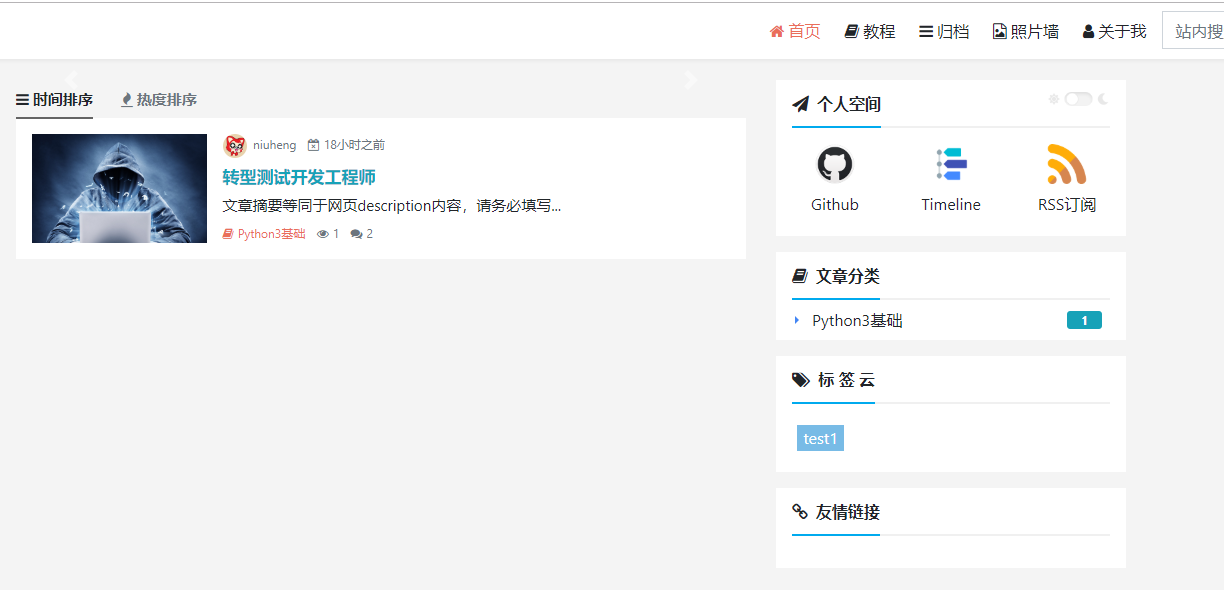 首页 教程 归档 照片墙 关于我 站内搜
时间排序 热度排序
niuheng 18小时之前
转型测试开发工程师
文章摘要等同于网页description内容，请务必填写...
Python3基础 1 2
个人空间
Github Timeline RSS订阅
文章分类
Python3基础 1
标 签 云
test1
友情链接